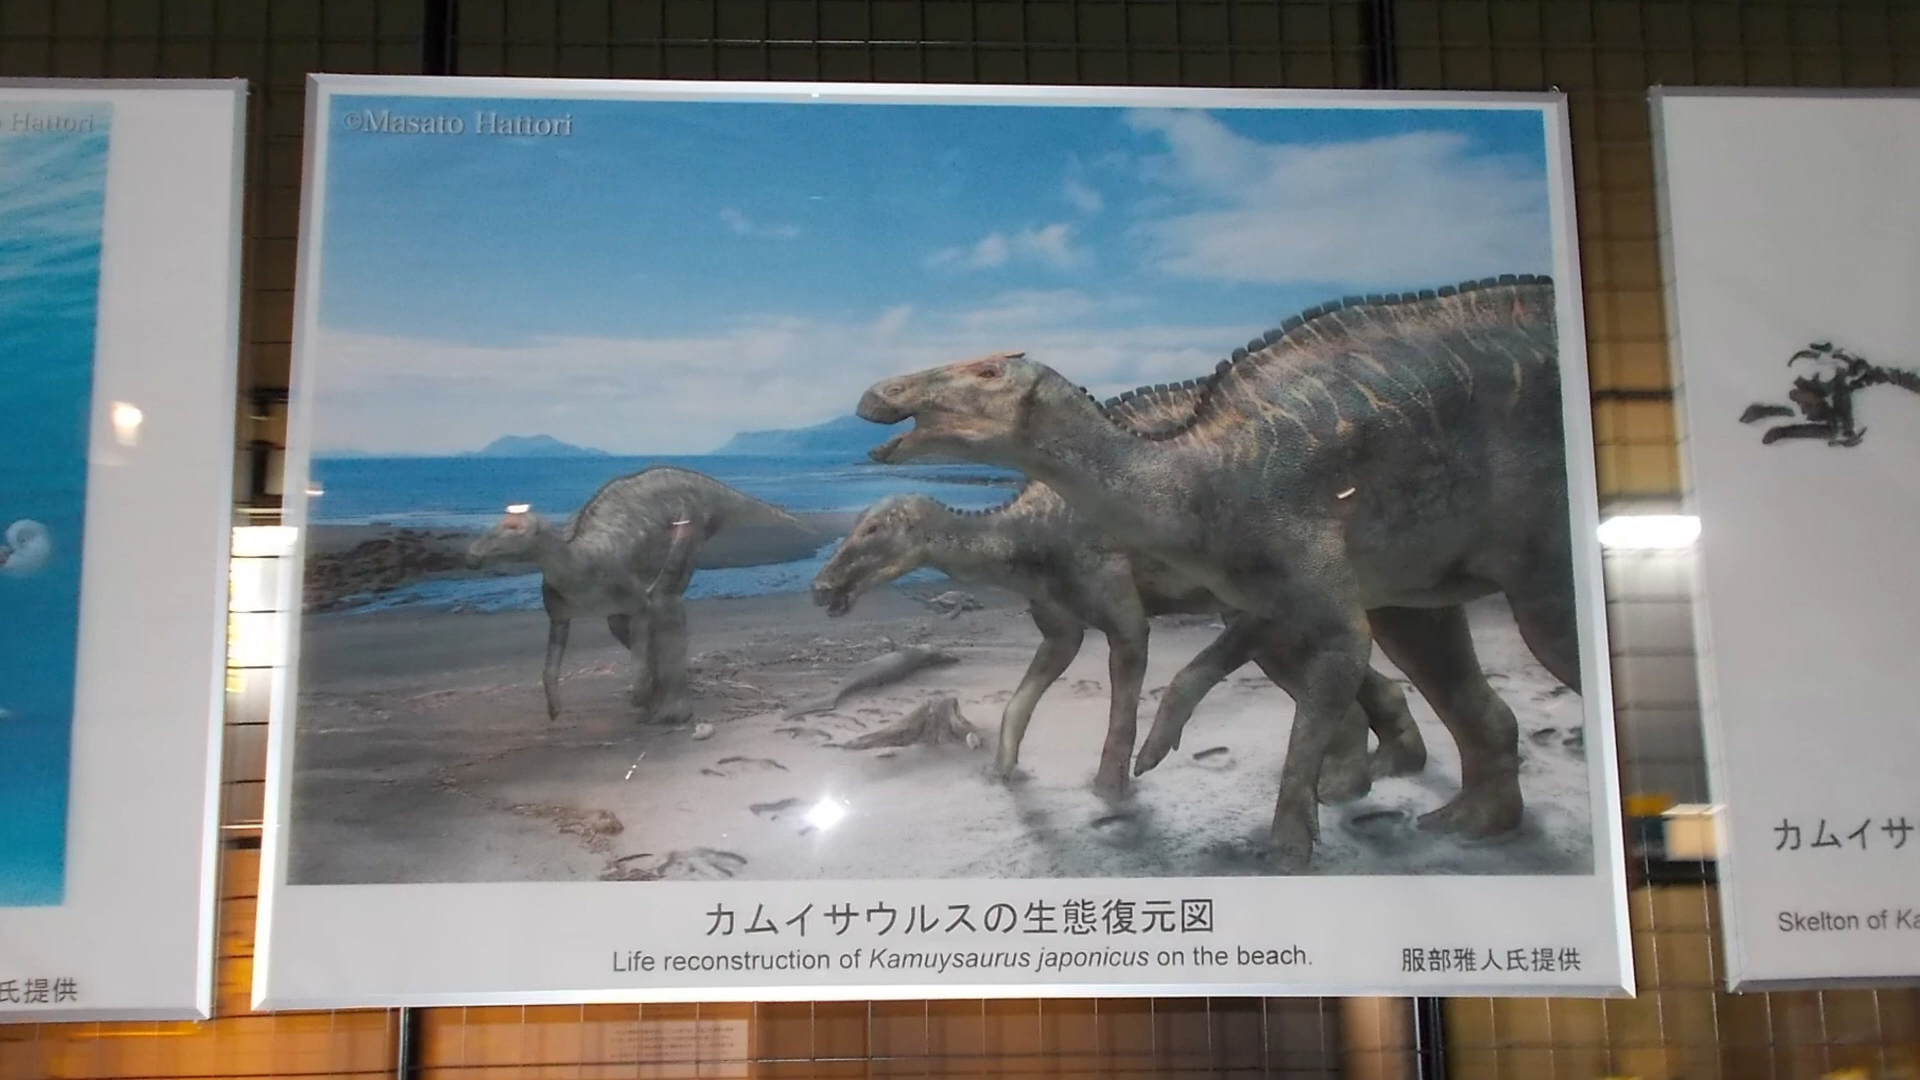 Hattori
氏提供
©Masato Hattori
カムイサウルスの生態復元図
Life reconstruction of Kamuysaurus japonicus on the beach.
服部雅人氏提供
カムイサ
Skelton of Ka